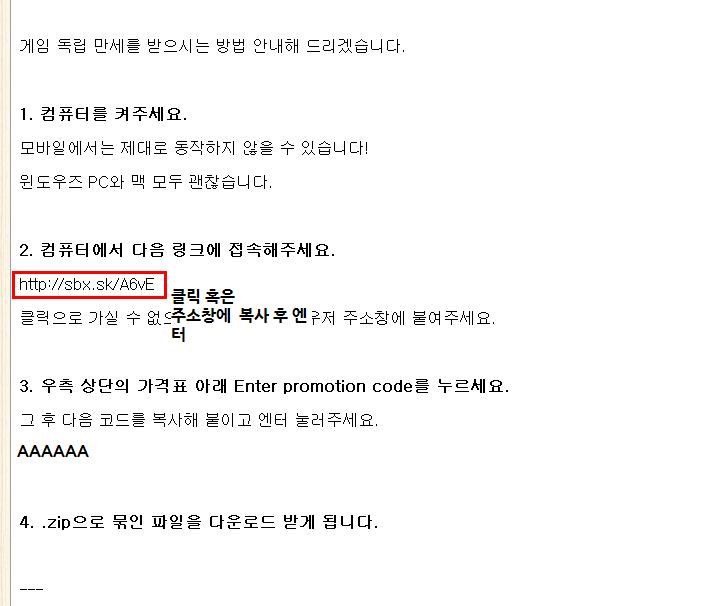 게임 독립 만세를 받으시는 방법 안내해 드리겠습니다.
1. 컴퓨터를 켜주세요.
모바일에서는 제대로 동작하지 않을 수 있습니다!
윈도우즈 PC와 맥 모두 괜찮습니다.
2. 컴퓨터에서 다음 링크에 접속해주세요.
http://sbx.sk/A6vE
클릭 혹은
주소창에 복사 후 엔
터
클릭으로 가실 수 주소창에 붙여주세요.
3. 우측 상단의 가격표 아래 Enter promotion code를 누르세요.
그 후 다음 코드를 복사해 붙이고 엔터 눌러주세요.
AAAAAA
4. .zip으로 묶인 파일을 다운로드 받게 됩니다.
---